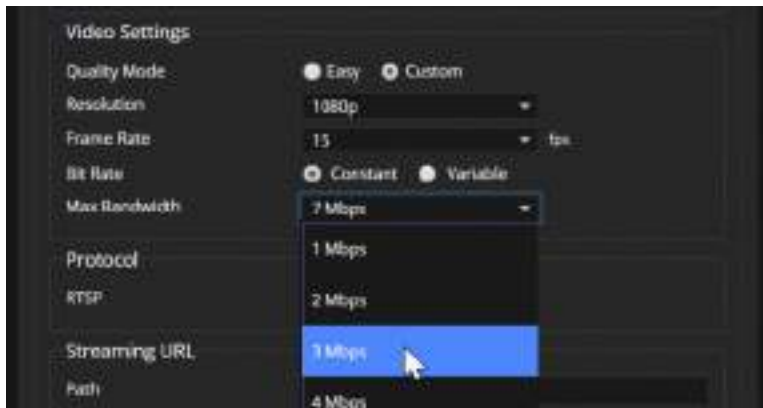 Video Settings
Quality Mode Easy Custom
Resolution 1080p
Frame Rate 15 fps
Bit Rate Constant Variable
Max Bandwidth 7 Mbps
1 Mbps
Protocol
RTSP 2 Mbps
Streaming URL 3 Mbps
Path 4 Mbps